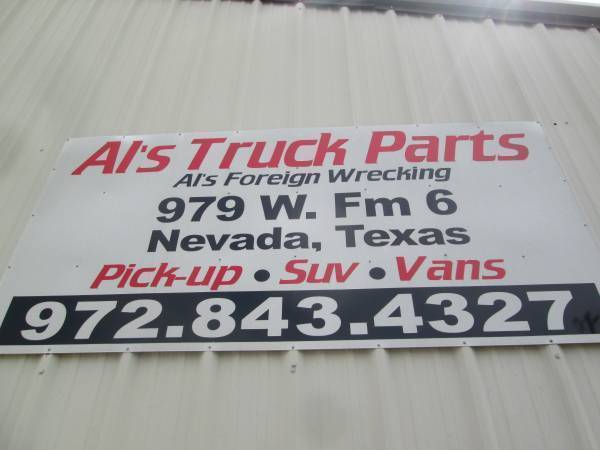 Al's Truck Parts
Al's Foreign Wrecking
979 W. Fm 6
Nevada, Texas
Pick-up • Suv • Vans
972.843.4327